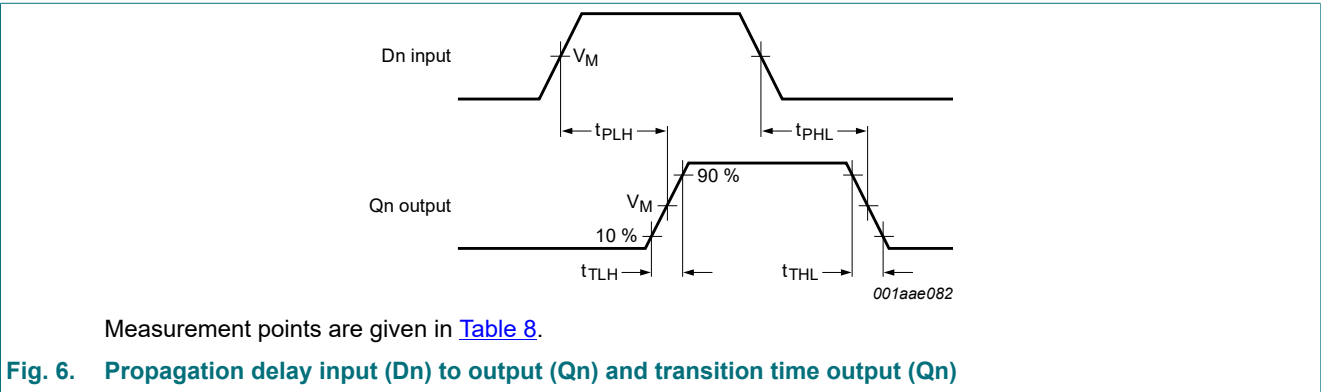 Dn input
VM
tPLH
tPHL
90 %
Qn output
VM
10 %
tTLH
tTHL
001aae082
Measurement points are given in Table 8.
Fig. 6. Propagation delay input (Dn) to output (Qn) and transition time output (Qn)